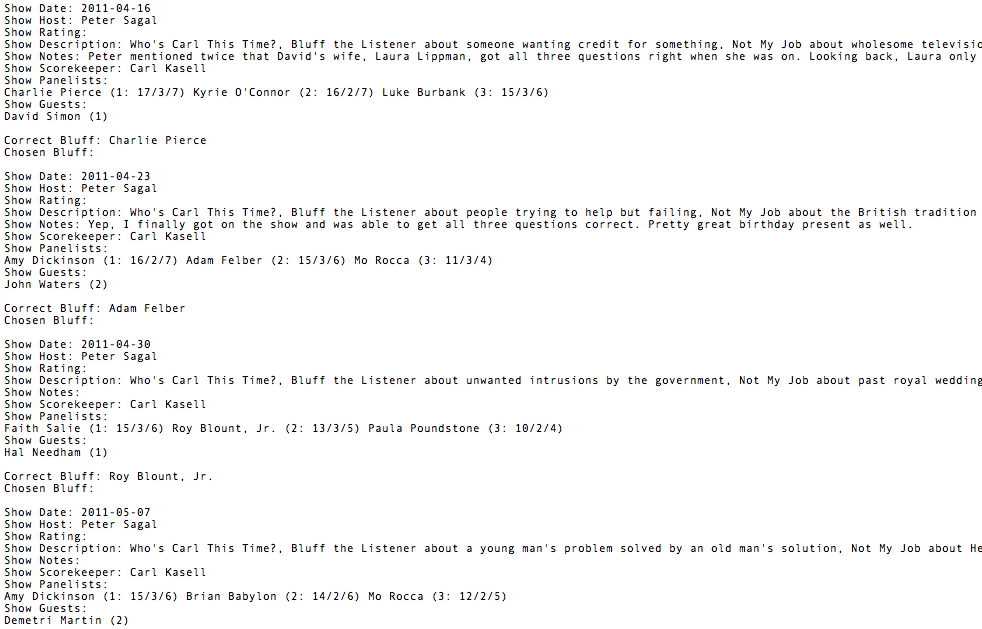 Show Date: 2011-04-16
Show Host: Peter Sagal
Show Rating:
Show Description: Who's Carl This Time?, Bluff the Listener about someone wanting credit for something, Not My Job about wholesome televisio
Show Notes: Peter mentioned twice that David's wife, Laura Lippman, got all three questions right when she was on. Looking back, Laura only
Show Scorekeeper: Carl Kasell
Show Panelists:
Charlie Pierce (1: 17/3/7) Kyrie O'Connor (2: 16/2/7) Luke Burbank (3: 15/3/6)
Show Guests:
David Simon (1)
Correct Bluff: Charlie Pierce
Chosen Bluff:
Show Date: 2011-04-23
Show Host: Peter Sagal
Show Rating:
Show Description: Who's Carl This Time?, Bluff the Listener about people trying to help but failing, Not My Job about the British tradition
Show Notes: Yep, I finally got on the show and was able to get all three questions correct. Pretty great birthday present as well.
Show Scorekeeper: Carl Kasell
Show Panelists:
Amy Dickinson (1: 16/2/7) Adam Felber (2: 15/3/6) Mo Rocca (3: 11/3/4)
Show Guests:
John Waters (2)
Correct Bluff: Adam Felber
Chosen Bluff:
Show Date: 2011-04-30
Show Host: Peter Sagal
Show Rating:
Show Description: Who's Carl This Time?, Bluff the Listener about unwanted intrusions by the government, Not My Job about past royal wedding
Show Notes:
Show Scorekeeper: Carl Kasell
Show Panelists:
Faith Salie (1: 15/3/6) Roy Blount, Jr. (2: 13/3/5) Paula Poundstone (3: 10/2/4)
Show Guests:
Hal Needham (1)
Correct Bluff: Roy Blount, Jr.
Chosen Bluff:
Show Date: 2011-05-07
Show Host: Peter Sagal
Show Rating:
Show Description: Who's Carl This Time?, Bluff the Listener about a young man's problem solved by an old man's solution, Not My Job about He
Show Notes:
Show Scorekeeper: Carl Kasell
Show Panelists:
Amy Dickinson (1: 15/3/6) Brian Babylon (2: 14/2/6) Mo Rocca (3: 12/2/5)
Show Guests:
Demetri Martin (2)